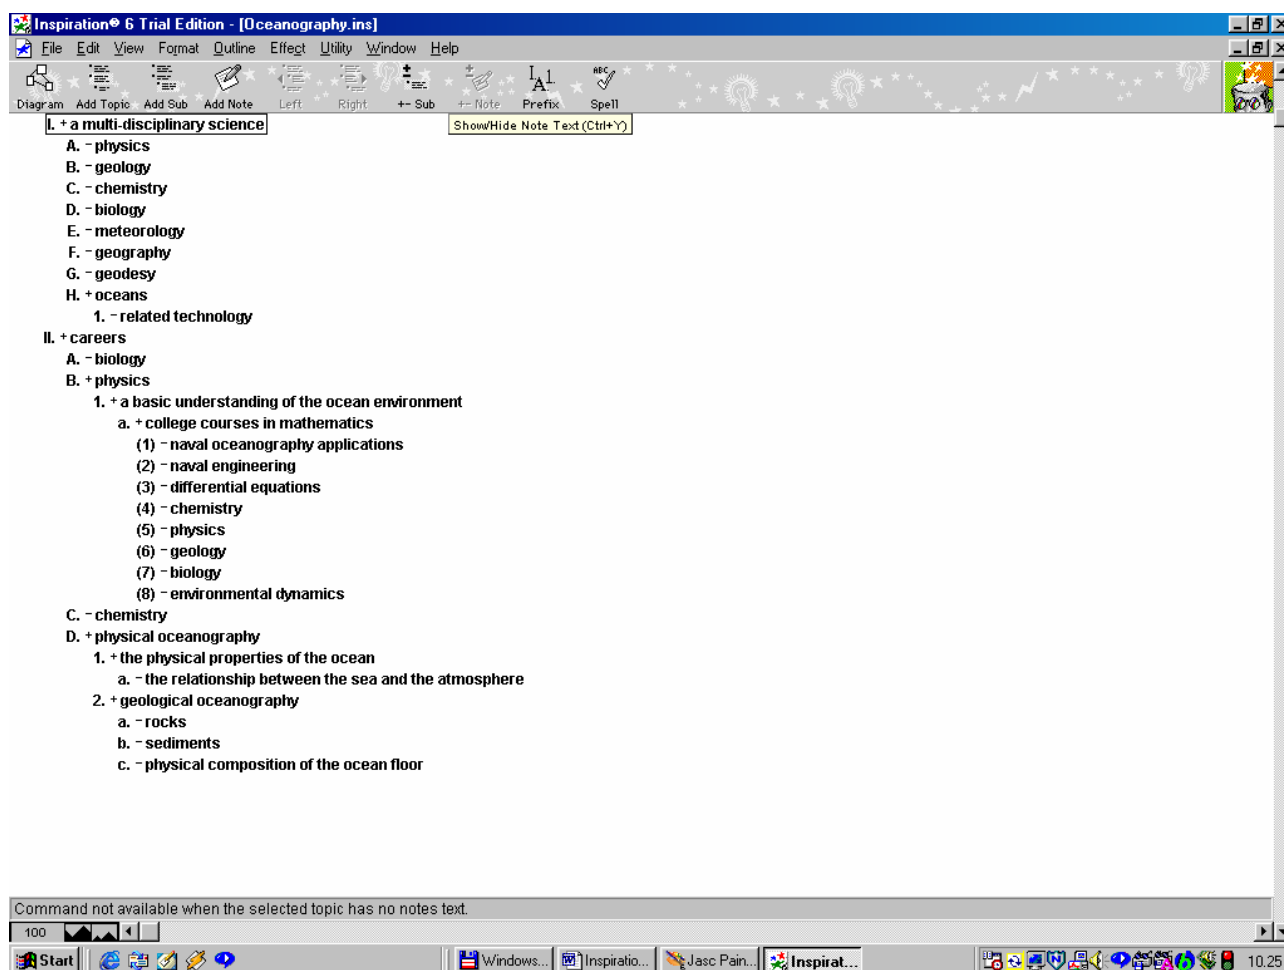 Inspiration® 6 Trial Edition - [Oceanography.ins]
File Edit View Format Outline Effect Utility Window Help
Diagram Add Topic Add Sub Add Note Left Right +- Sub +- Note Prefix Spell
I. + a multi-disciplinary science
Show/Hide Note Text (Ctrl+Y)
A. - physics
B. - geology
C. - chemistry
D. - biology
E. - meteorology
F. - geography
G. - geodesy
H. + oceans
1. - related technology
II. + careers
A. - biology
B. + physics
1. + a basic understanding of the ocean environment
a. + college courses in mathematics
(1) - naval oceanography applications
(2) - naval engineering
(3) - differential equations
(4) - chemistry
(5) - physics
(6) - geology
(7) - biology
(8) - environmental dynamics
C. - chemistry
D. + physical oceanography
1. + the physical properties of the ocean
a. - the relationship between the sea and the atmosphere
2. + geological oceanography
a. - rocks
b. - sediments
c. - physical composition of the ocean floor
Command not available when the selected topic has no notes text.
100
Start Windows... Inspiratio... Jasc Pain... Inspirat... 10.25